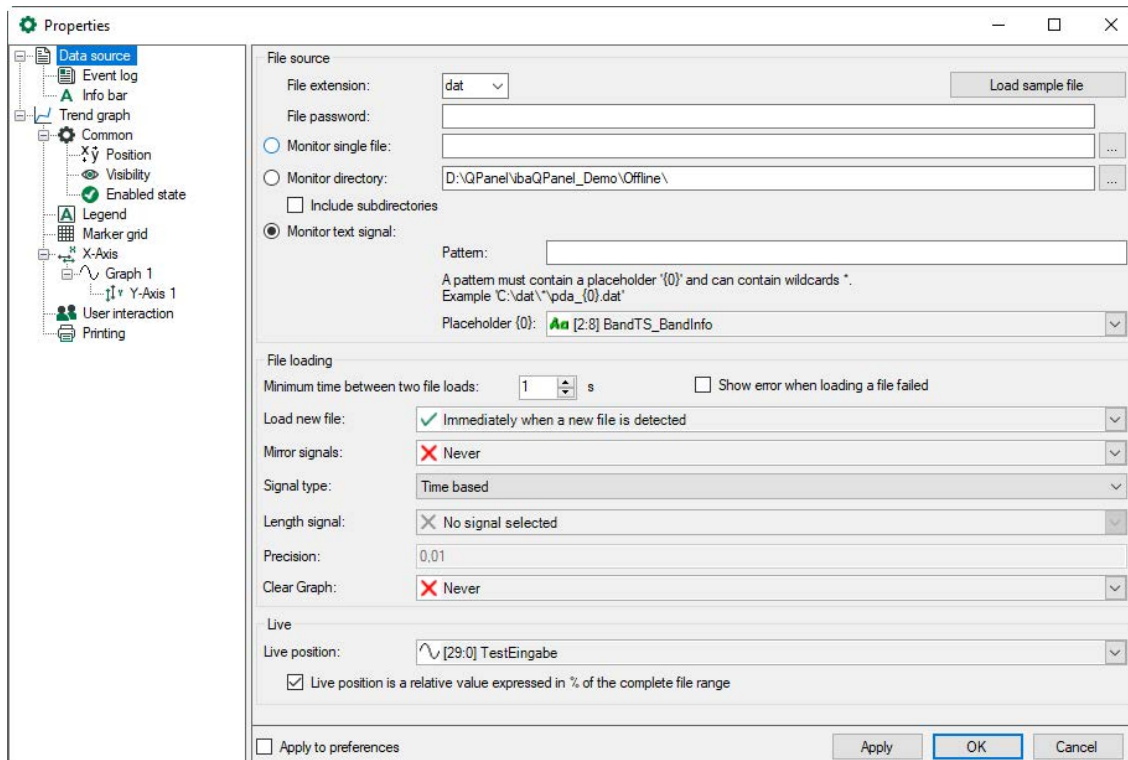 Properties
Data source
Event log
Info bar
Trend graph
Common
Position
Visibility
Enabled state
Legend
Marker grid
X-Axis
Graph 1
Y-Axis 1
User interaction
Printing
File source
File extension: dat Load sample file
File password:
Monitor single file: ...
Monitor directory: D:\QPanel\ibaQPanel_Demo\Offline\ ...
Include subdirectories
Monitor text signal:
Pattern:
A pattern must contain a placeholder '{0}' and can contain wildcards *.
Example 'C:\dat\*\pda_{0}.dat'
Placeholder {0}: Aa [2:8] BandTS_BandInfo
File loading
Minimum time between two file loads: 1 s Show error when loading a file failed
Load new file: Immediately when a new file is detected
Mirror signals: Never
Signal type: Time based
Length signal: No signal selected
Precision: 0,01
Clear Graph: Never
Live
Live position: [29:0] TestEingabe
Live position is a relative value expressed in % of the complete file range
Apply to preferences Apply OK Cancel